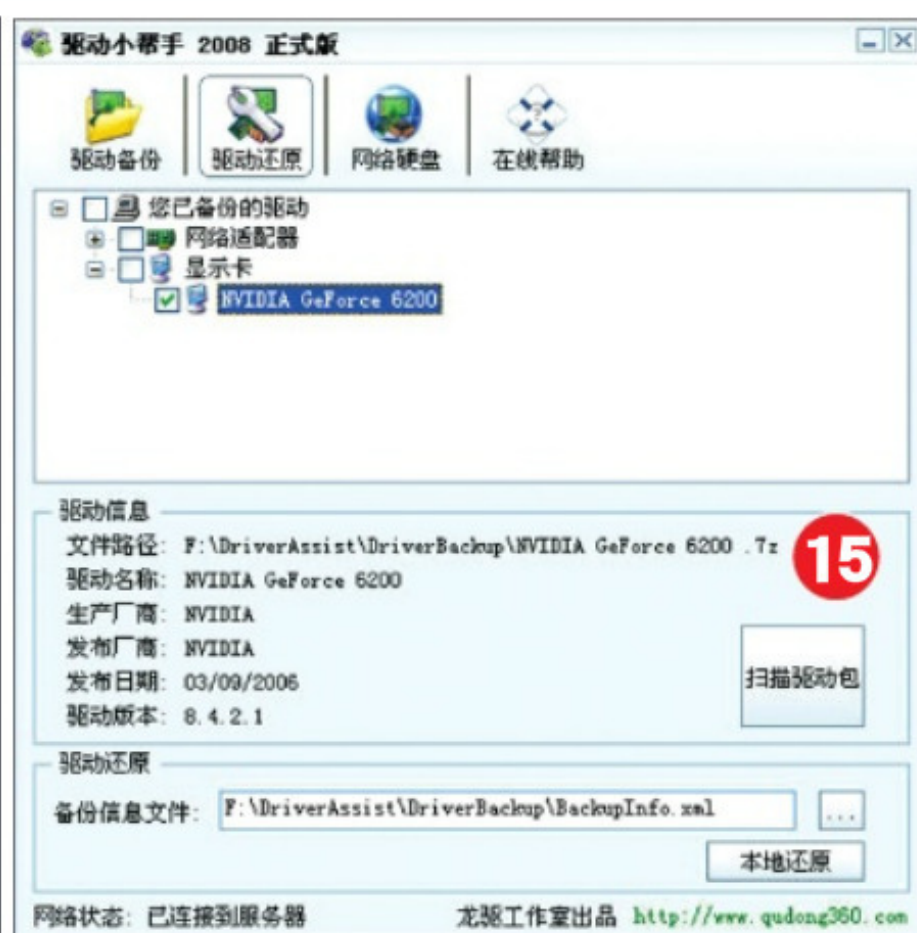 驱动小帮手 2008 正式版
驱动备份 驱动还原 网络硬盘 在线帮助
您已备份的驱动
网络适配器
显示卡
NVIDIA GeForce 6200
驱动信息
文件路径: F:\DriverAssist\DriverBackup\NVIDIA GeForce 6200 .7z
15
驱动名称: NVIDIA GeForce 6200
生产厂商: NVIDIA
发布厂商: NVIDIA
发布日期: 03/09/2006
扫描驱动包
驱动版本: 8.4.2.1
驱动还原
备份信息文件: F:\DriverAssist\DriverBackup\BackupInfo.xml ...
本地还原
网络状态: 已连接到服务器 龙驱工作室出品 http://www.qudong360.com